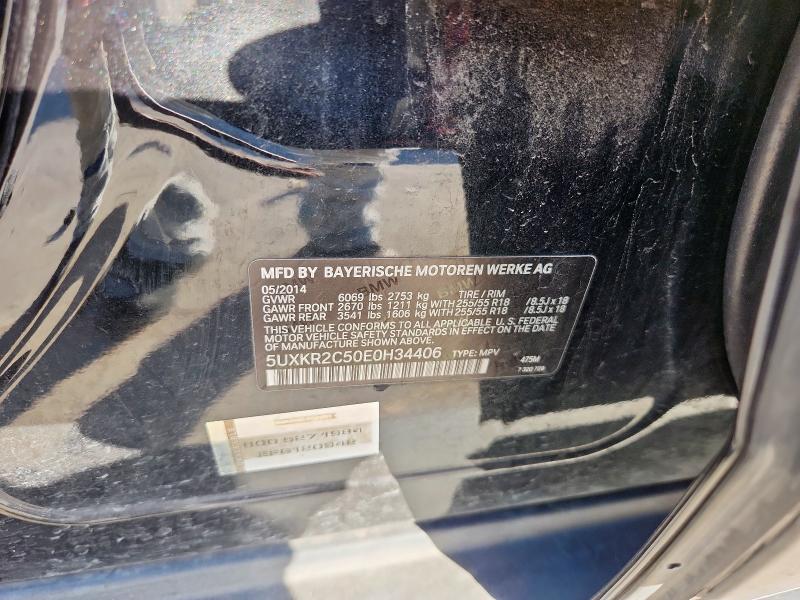 MFD BY BAYERISCHE MOTOREN WERKE AG
05/2014
GVWR 6069 lbs 2753 kg TIRE / RIM
GAWR FRONT 2670 lbs 1211 kg WITH 255/55 R18 /8.5J x 18
GAWR REAR 3541 lbs 1606 kg WITH 255/55 R18 /8.5J x 18
THIS VEHICLE CONFORMS TO ALL APPLICABLE U. S. FEDERAL
MOTOR VEHICLE SAFETY STANDARDS IN EFFECT ON THE DATE
OF MANUFACTURE SHOWN ABOVE.
5UXKR2C50E0H34406 TYPE: MPV 475M
7 320 729